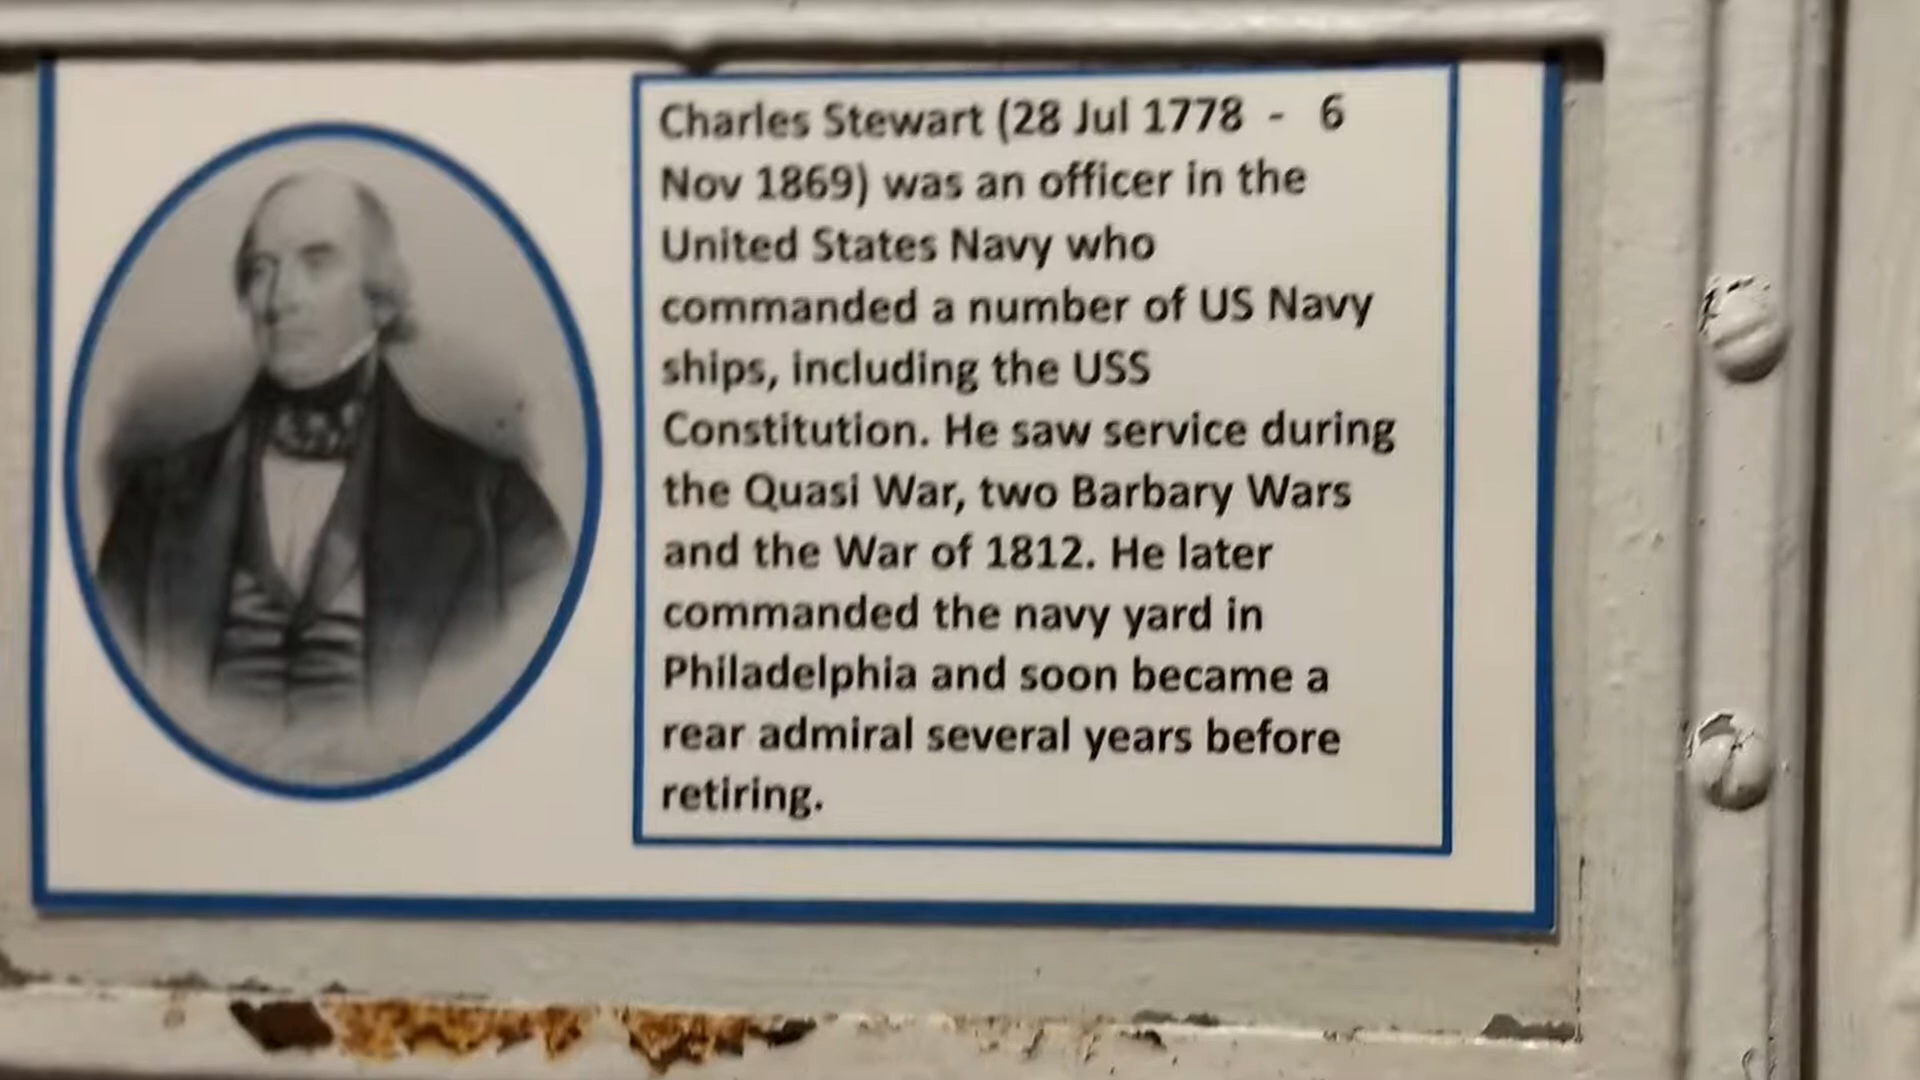 Charles Stewart (28 Jul 1778 - 6
Nov 1869) was an officer in the
United States Navy who
commanded a number of US Navy
ships, including the USS
Constitution. He saw service during
the Quasi War, two Barbary Wars
and the War of 1812. He later
commanded the navy yard in
Philadelphia and soon became a
rear admiral several years before
retiring.